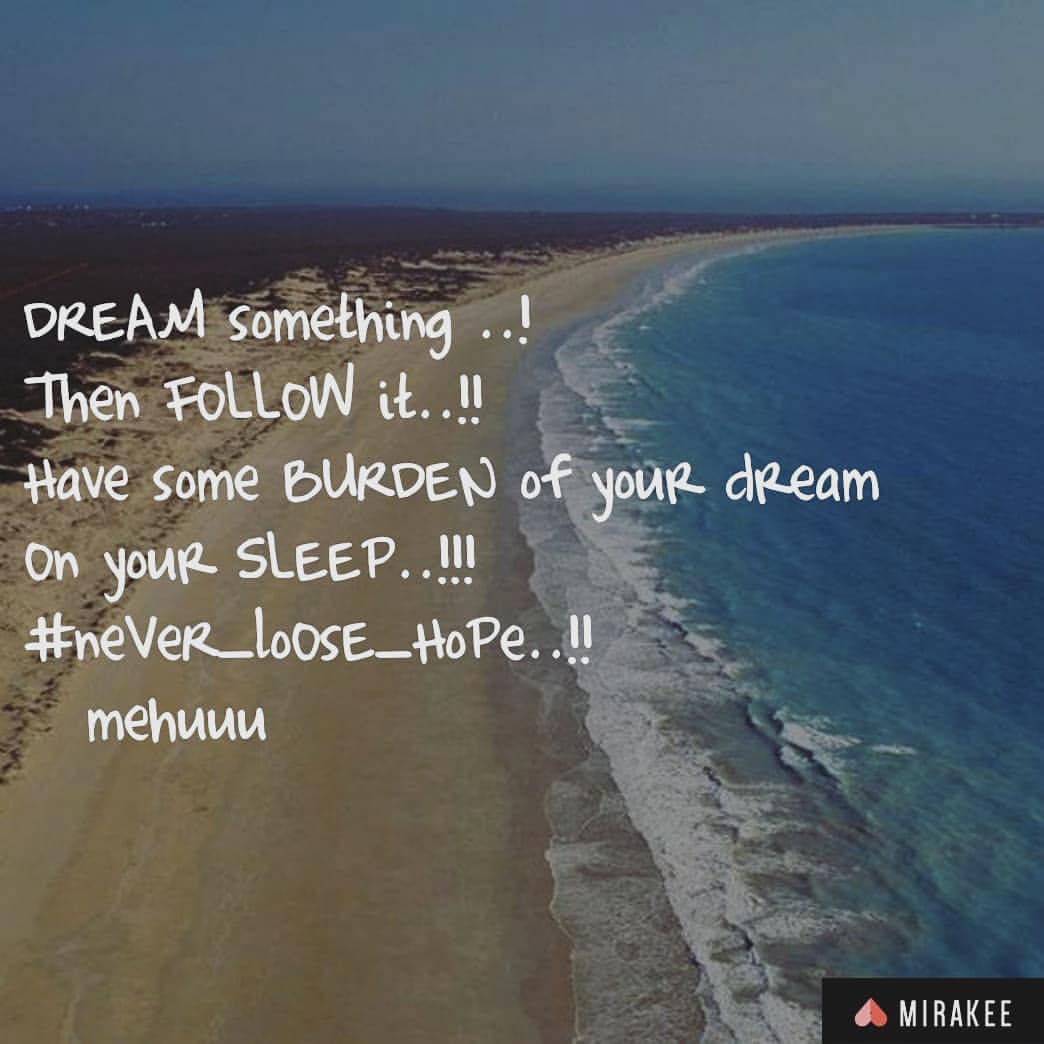 DREAM something ..!
Then FOLLOW it..!!
Have some BURDEN of your dream
On your SLEEP..!!!
#neVeR_loOSE_HoPe..!!
mehuuu
MIRAKEE